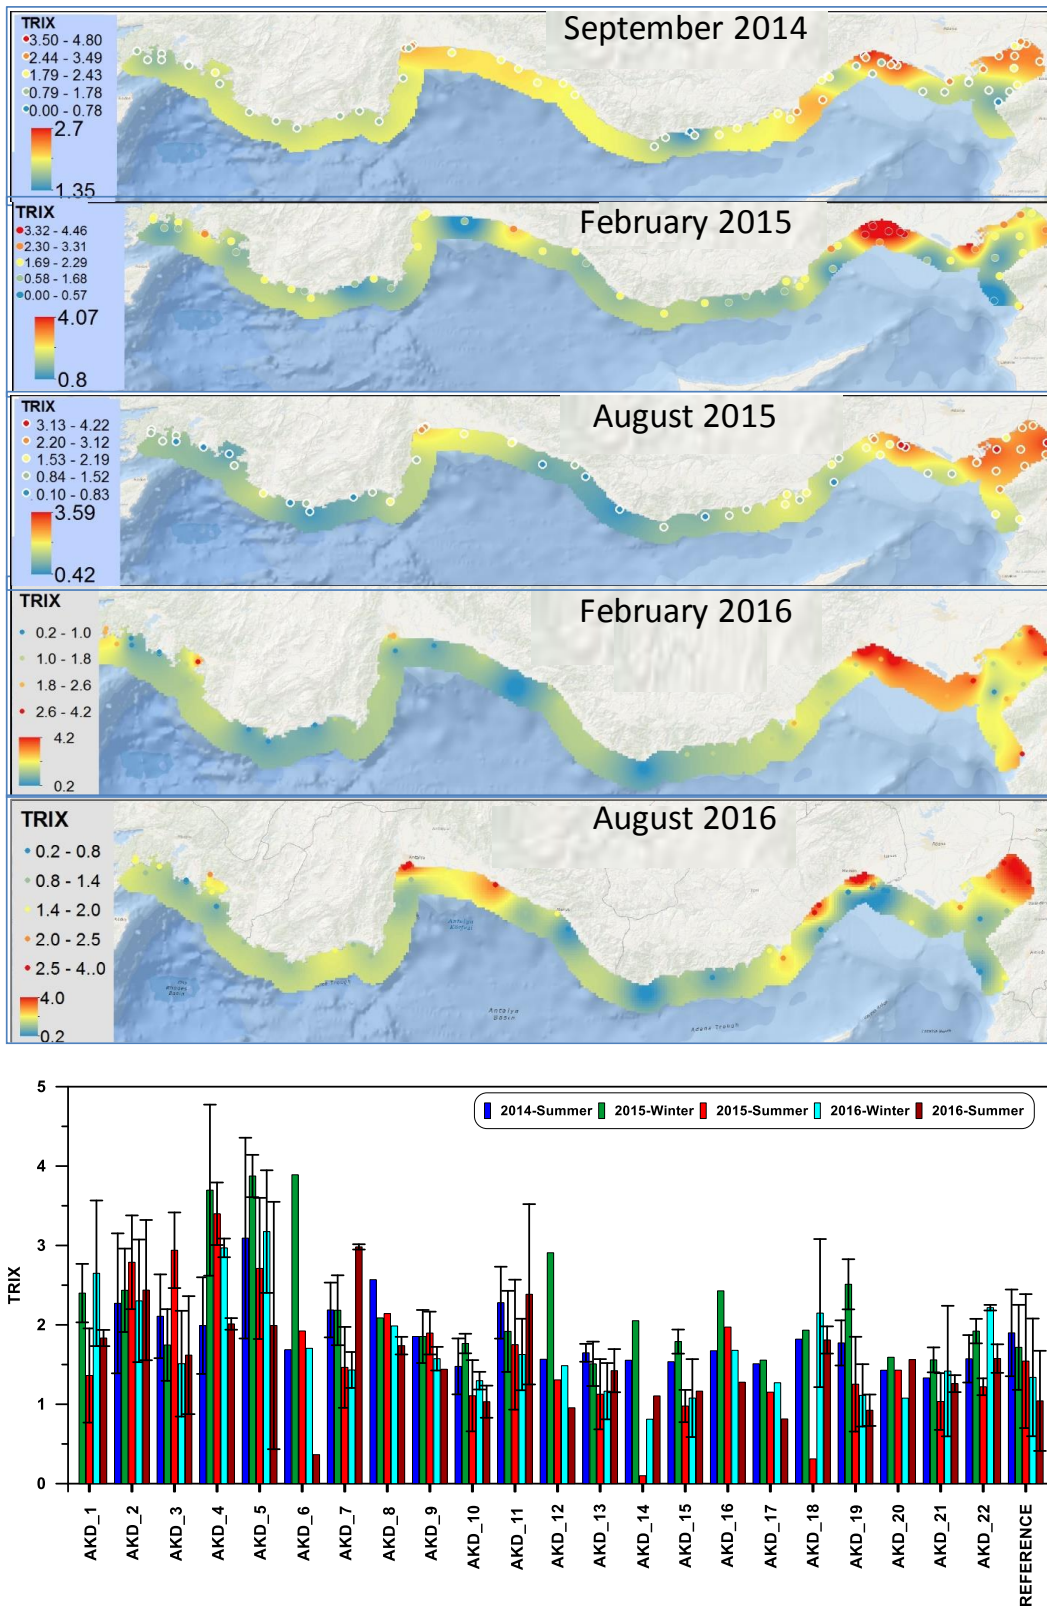 TRIX
September 2014
3.50 - 4.80
2.44 - 3.49
1.79 - 2.43
0.79 - 1.78
0.00 - 0.78
2.7
1.35
TRIX
February 2015
3.32 - 4.46
2.30 - 3.31
1.69 - 2.29
0.58 - 1.68
0.00 - 0.57
4.07
0.8
TRIX
August 2015
3.13 - 4.22
2.20 - 3.12
1.53 - 2.19
0.84 - 1.52
0.10 - 0.83
3.59
0.42
TRIX
February 2016
0.2 - 1.0
1.0 - 1.8
1.8 - 2.6
2.6 - 4.2
4.2
0.2
TRIX
August 2016
0.2 - 0.8
0.8 - 1.4
1.4 - 2.0
2.0 - 2.5
2.5 - 4..0
4.0
0.2
Antalya
Basin
Adana Trough
5
4
3
2
1
0
TRIX
2014-Summer 2015-Winter 2015-Summer 2016-Winter 2016-Summer
AKD_1
AKD_2
AKD_3
AKD_4
AKD_5
AKD_6
AKD_7
AKD_8
AKD_9
AKD_10
AKD_11
AKD_12
AKD_13
AKD_14
AKD_15
AKD_16
AKD_17
AKD_18
AKD_19
AKD_20
AKD_21
AKD_22
REFERENCE